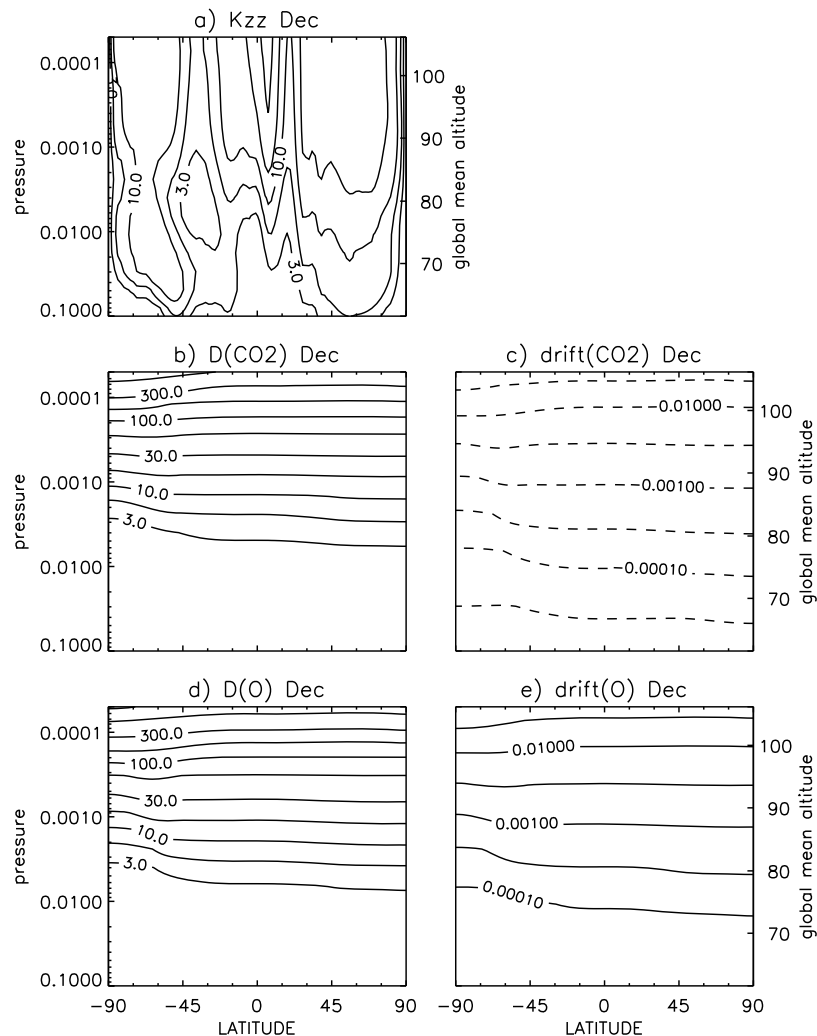 a) Kzz Dec
0.0001
0.0010
0.0100
0.1000
pressure
100
90
80
70
global mean altitude
10.0
3.0
10.0
3.0
b) D(CO2) Dec
0.0001
0.0010
0.0100
0.1000
pressure
300.0
100.0
30.0
10.0
3.0
c) drift(CO2) Dec
0.01000
0.00100
0.00010
100
90
80
70
global mean altitude
d) D(O) Dec
0.0001
0.0010
0.0100
0.1000
pressure
300.0
100.0
30.0
10.0
3.0
-90 -45 0 45 90
LATITUDE
e) drift(O) Dec
0.01000
0.00100
0.00010
100
90
80
70
global mean altitude
-90 -45 0 45 90
LATITUDE